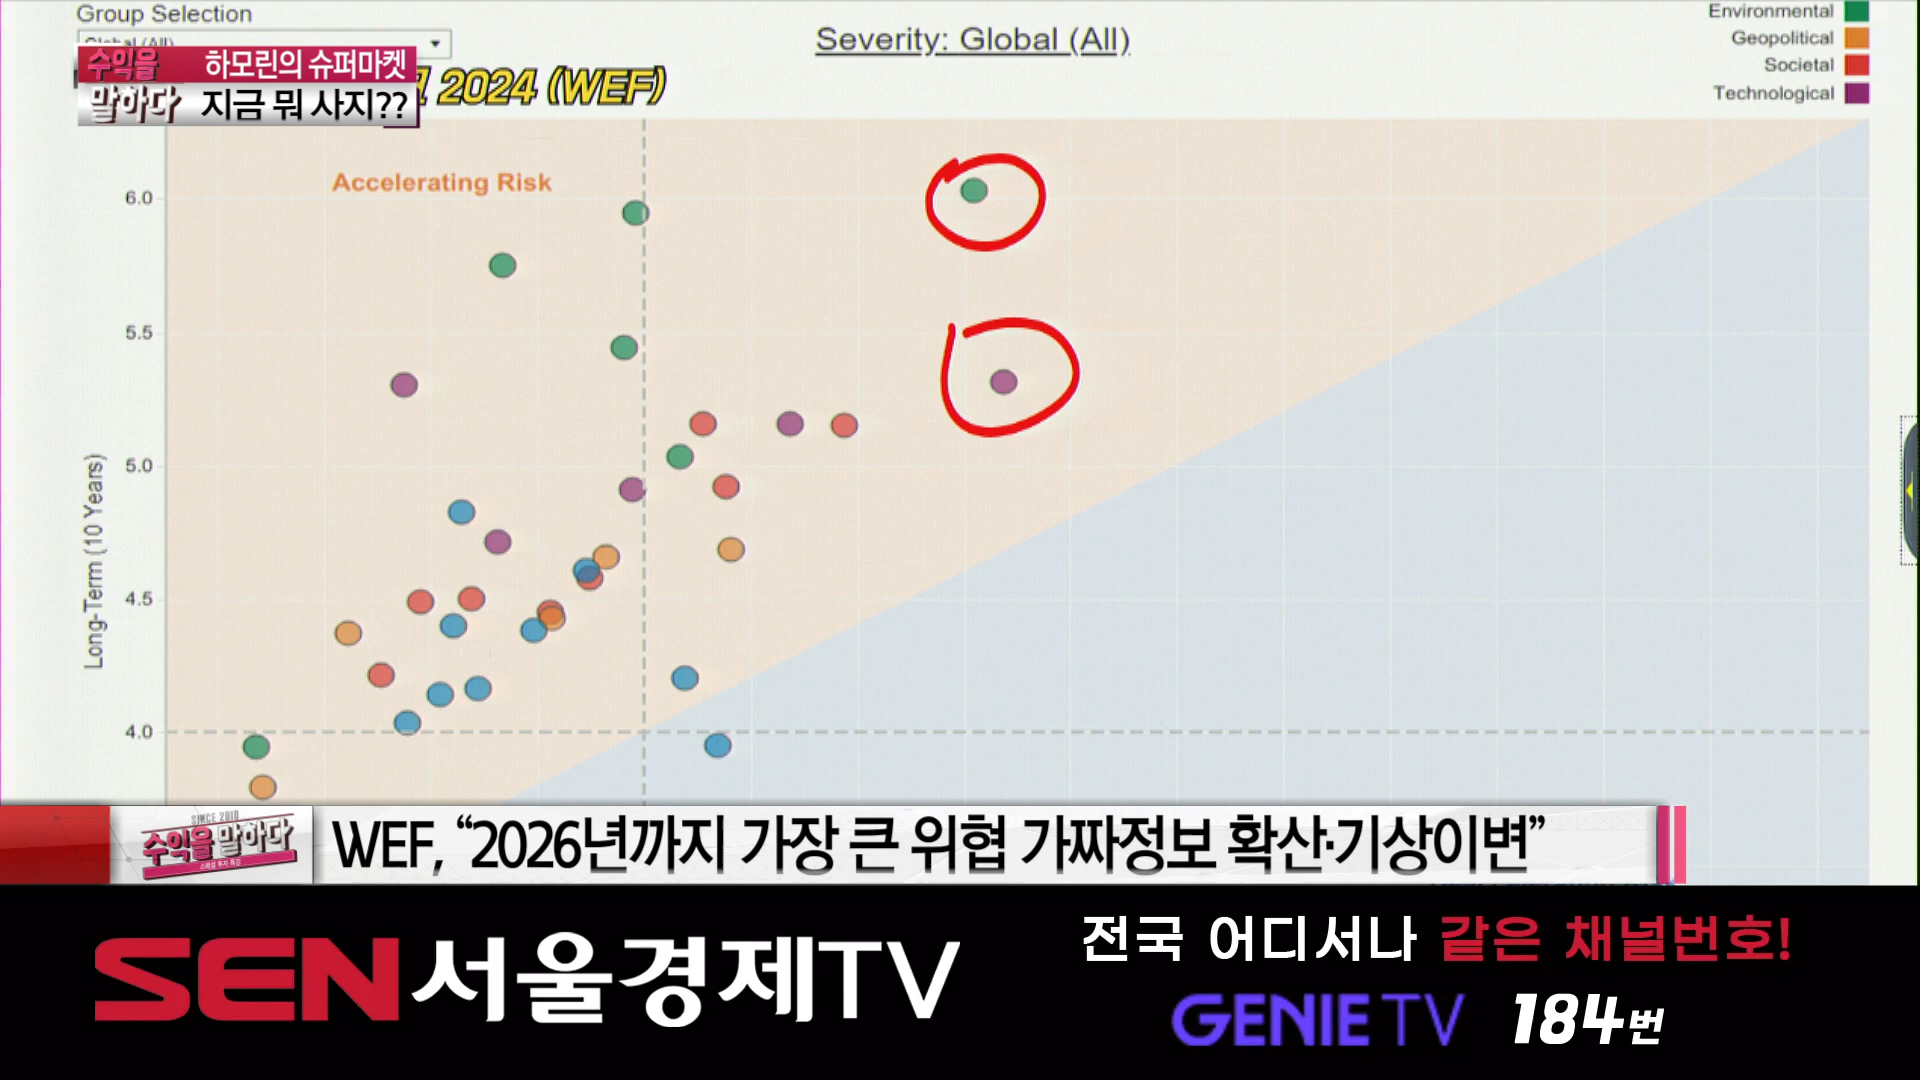 Group Selection
Global (All)
수익을 말하다
하모린의 슈퍼마켓
지금 뭐 사지??
2024 (WEF)
Severity: Global (All)
Environmental
Geopolitical
Societal
Technological
Accelerating Risk
6.0
5.5
5.0
4.5
4.0
Long-Term (10 Years)
SINCE 2010
수익을 말하다
WEF, “2026년까지 가장 큰 위협 가짜정보 확산·기상이변”
SEN서울경제TV
전국 어디서나 같은 채널번호!
GENIE TV 184번